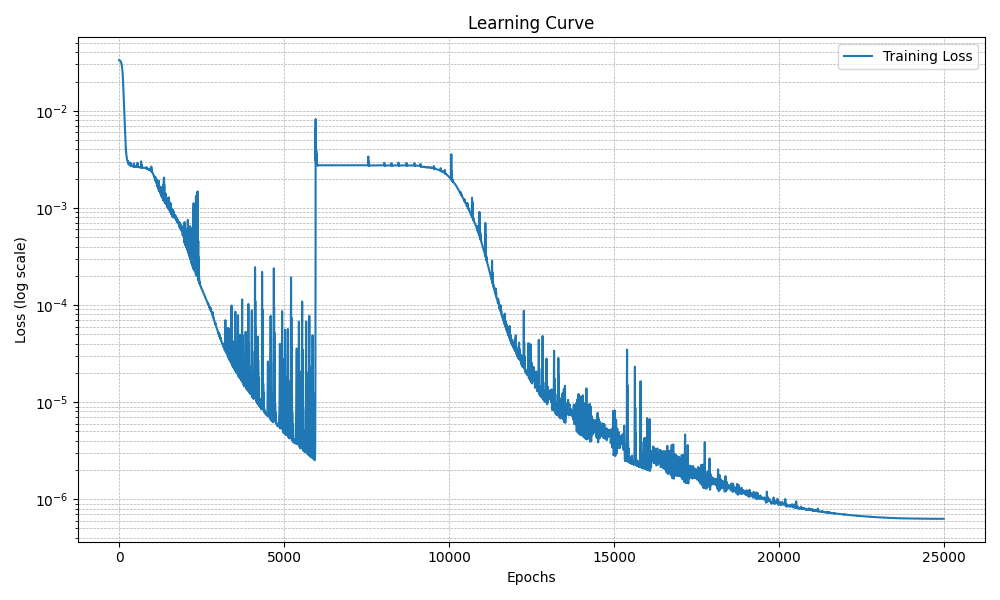 Learning Curve
Training Loss
Loss (log scale)
10⁻²
10⁻³
10⁻⁴
10⁻⁵
10⁻⁶
0 5000 10000 15000 20000 25000
Epochs